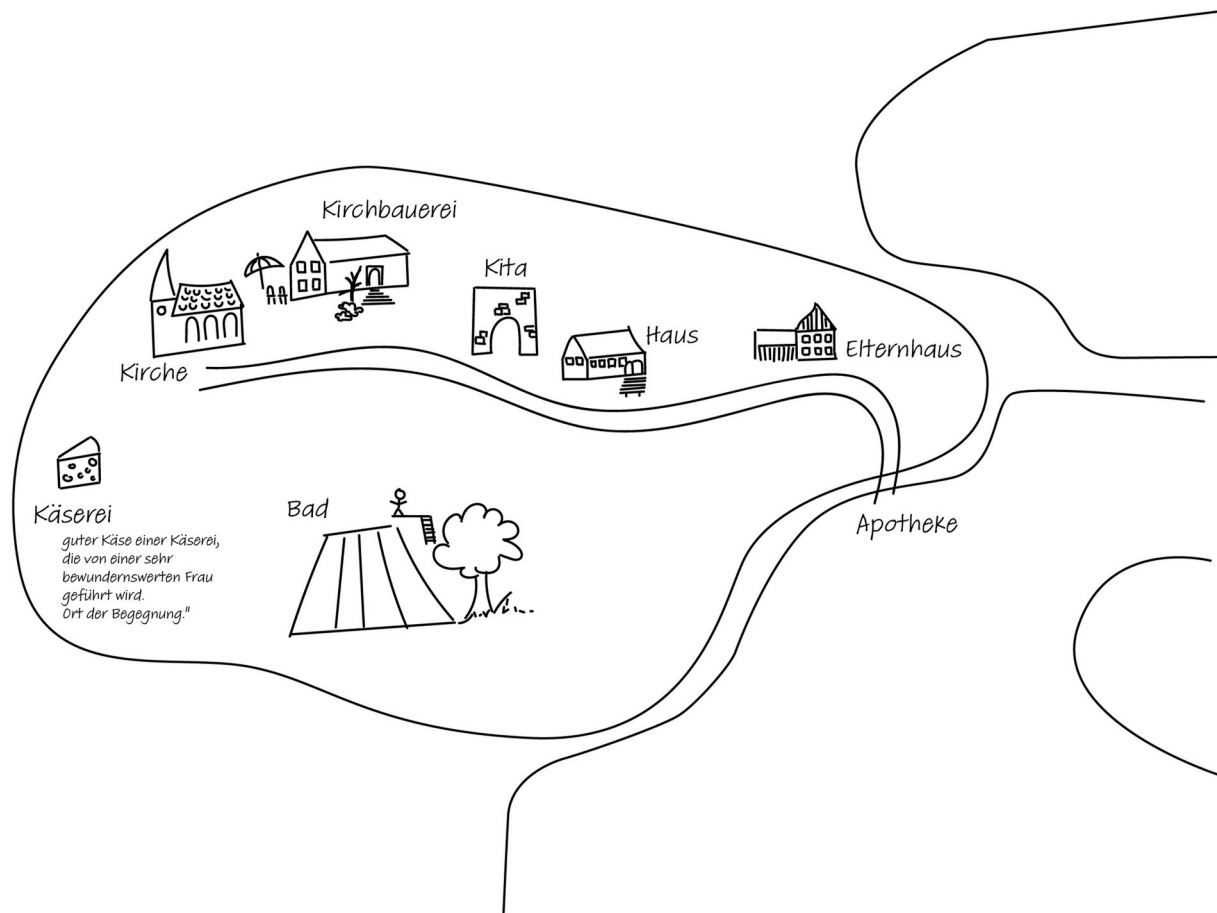 Kirchbauerei
Kita
Haus
Elternhaus
Kirche
Käserei
guter Käse einer Käserei,
die von einer sehr
bewundernswerten Frau
geführt wird.
Ort der Begegnung."
Bad
Apotheke